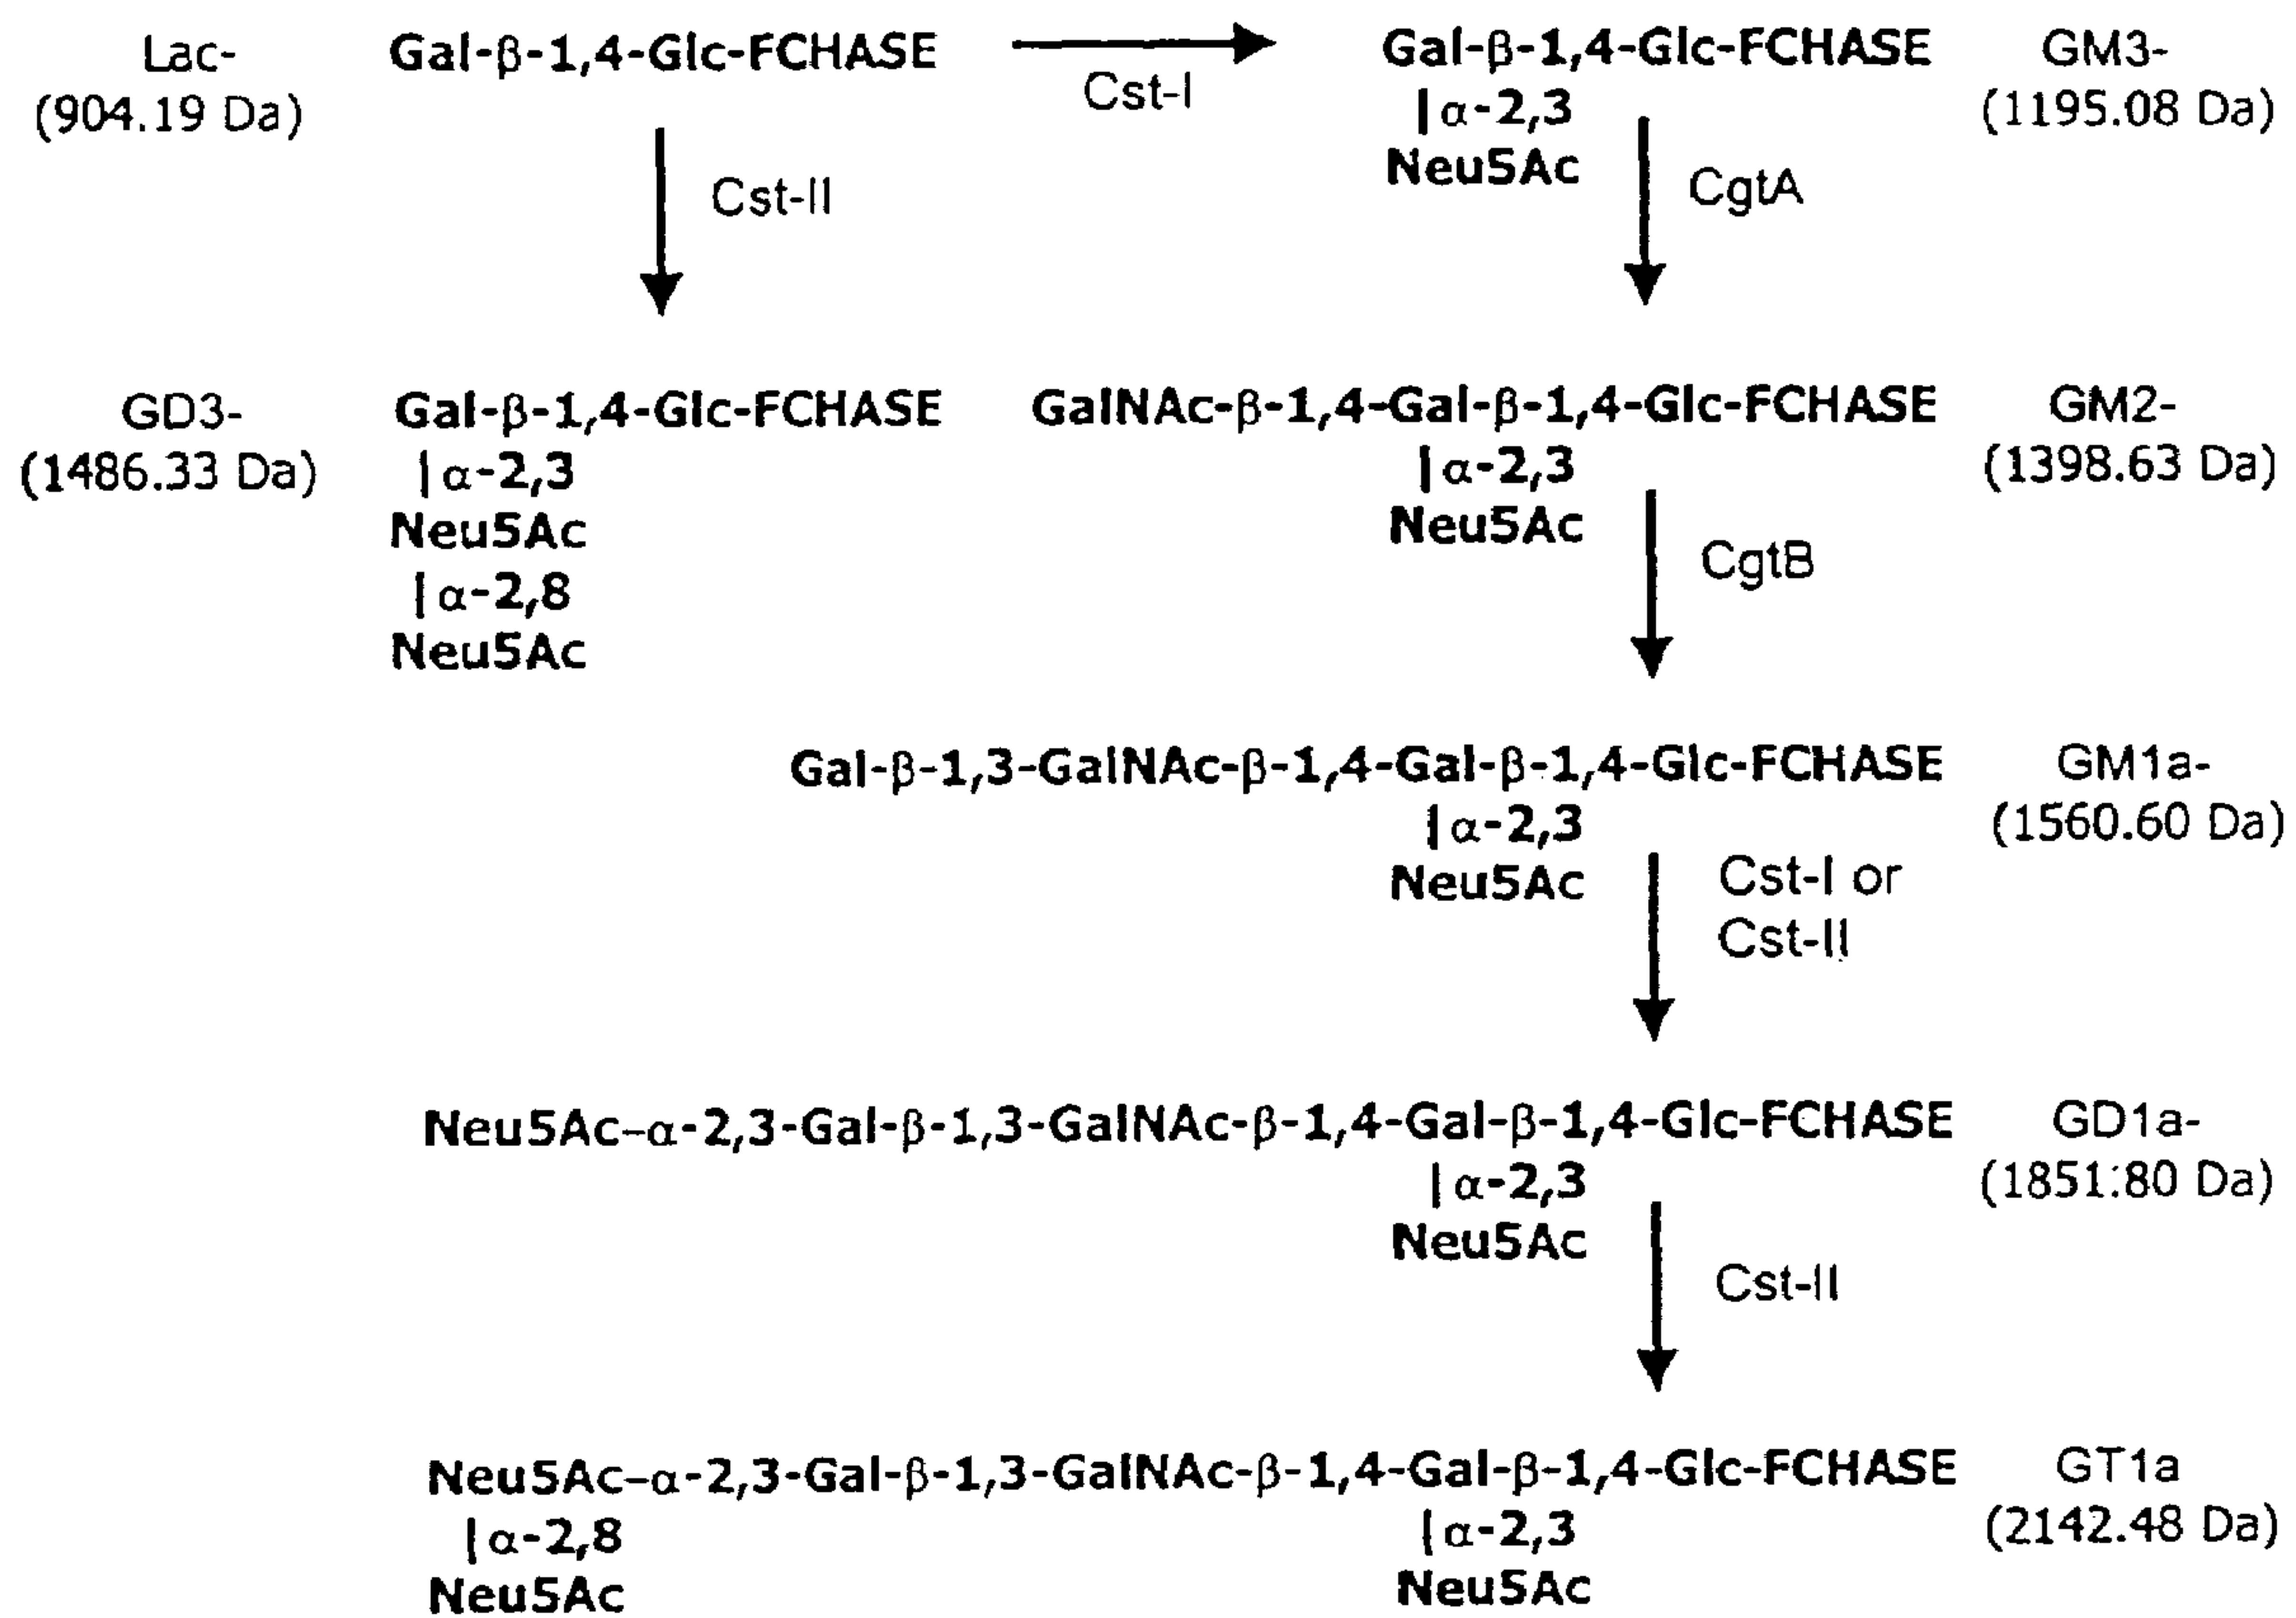 Lac-
(904.19 Da)
Gal-β-1,4-Glc-FCHASE
Cst-I
Gal-β-1,4-Glc-FCHASE
|α-2,3
Neu5Ac
GM3-
(1195.08 Da)
Cst-II
CgtA
GD3-
(1486.33 Da)
Gal-β-1,4-Glc-FCHASE
|α-2,3
Neu5Ac
|α-2,8
Neu5Ac
GalNAc-β-1,4-Gal-β-1,4-Glc-FCHASE
|α-2,3
Neu5Ac
GM2-
(1398.63 Da)
CgtB
Gal-β-1,3-GalNAc-β-1,4-Gal-β-1,4-Glc-FCHASE
|α-2,3
Neu5Ac
GM1a-
(1560.60 Da)
Cst-I or
Cst-II
Neu5Ac-α-2,3-Gal-β-1,3-GalNAc-β-1,4-Gal-β-1,4-Glc-FCHASE
|α-2,3
Neu5Ac
GD1a-
(1851.80 Da)
Cst-II
Neu5Ac-α-2,3-Gal-β-1,3-GalNAc-β-1,4-Gal-β-1,4-Glc-FCHASE
|α-2,8
Neu5Ac
|α-2,3
Neu5Ac
GT1a
(2142.48 Da)